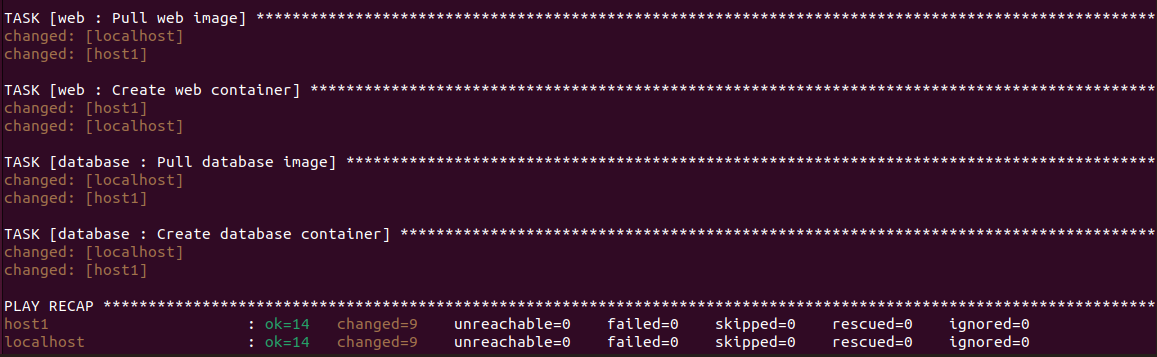 TASK [web : Pull web image] ****************************************************************************************************
changed: [localhost]
changed: [host1]
TASK [web : Create web container] **********************************************************************************************
changed: [host1]
changed: [localhost]
TASK [database : Pull database image] ******************************************************************************************
changed: [localhost]
changed: [host1]
TASK [database : Create database container] ************************************************************************************
changed: [localhost]
changed: [host1]
PLAY RECAP *********************************************************************************************************************
host1                      : ok=14   changed=9    unreachable=0    failed=0    skipped=0    rescued=0    ignored=0
localhost                  : ok=14   changed=9    unreachable=0    failed=0    skipped=0    rescued=0    ignored=0